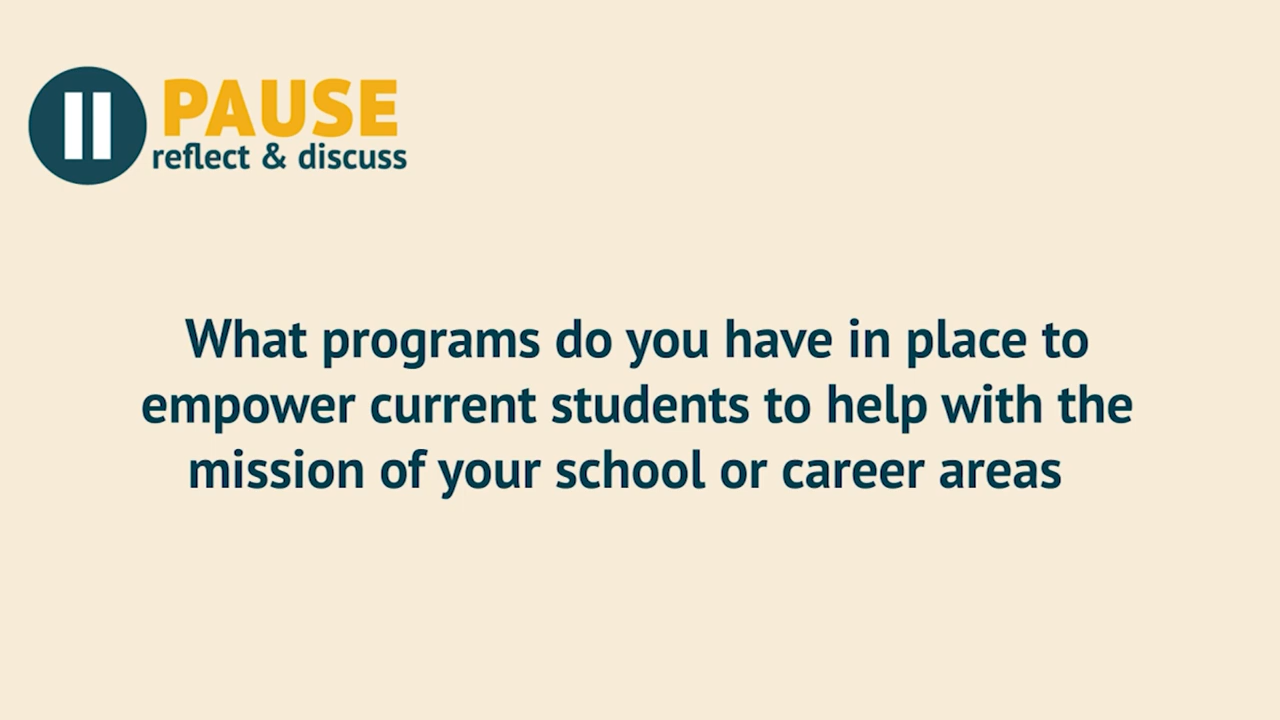 PAUSE
reflect & discuss
What programs do you have in place to
empower current students to help with the
mission of your school or career areas